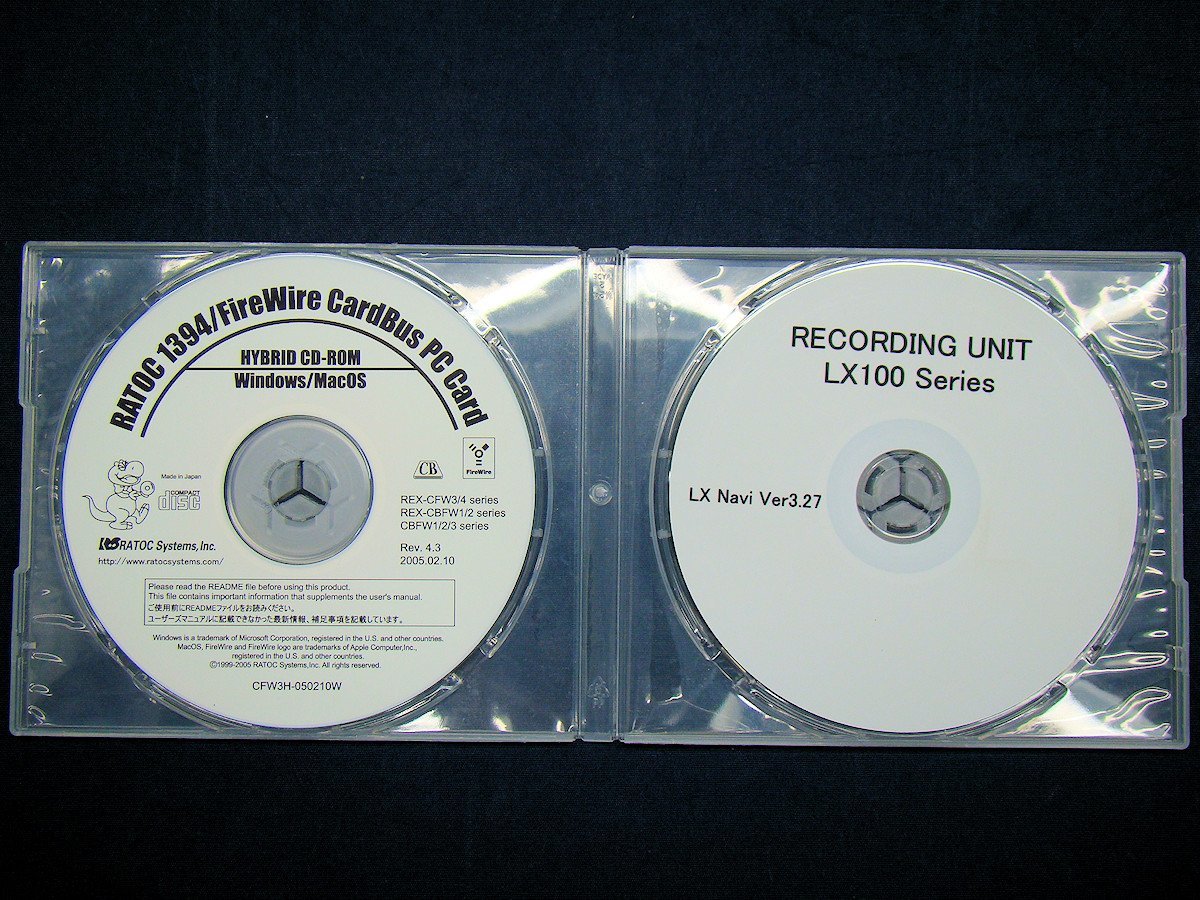 RATOC 1394/FireWire CardBus PC Card
HYBRID CD-ROM
Windows/MacOS
CB
FireWire
Made in Japan
COMPACT
disc
REX-CFW3/4 series
REX-CBFW1/2 series
CBFW1/2/3 series
RATOC Systems, Inc.
http://www.ratocsystems.com/
Rev. 4.3
2005.02.10
Please read the README file before using this product.
This file contains important information that supplements the user's manual.
ご使用前にREADMEファイルをお読みください。
ユーザーズマニュアルに記載できなかった最新情報、補足事項を記載しています。
Windows is a trademark of Microsoft Corporation, registered in the U.S. and other countries.
MacOS, FireWire and FireWire logo are trademarks of Apple Computer,Inc.,
registered in the U.S. and other countries.
©1999-2005 RATOC Systems,Inc. All rights reserved.
CFW3H-050210W
RECORDING UNIT
LX100 Series
LX Navi Ver3.27